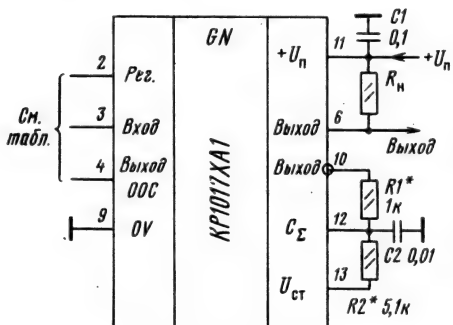 GN
C1
0,1
11
+Uп
+Uп
Rн
2
Рег.
См.
табл.
3
Вход
6
Выход
Выход
4
Выход
ООС
Выход
10
R1*
1к
9
0V
КР1017ХА1
CΣ
12
C2 0,01
Uст
13
R2* 5,1к